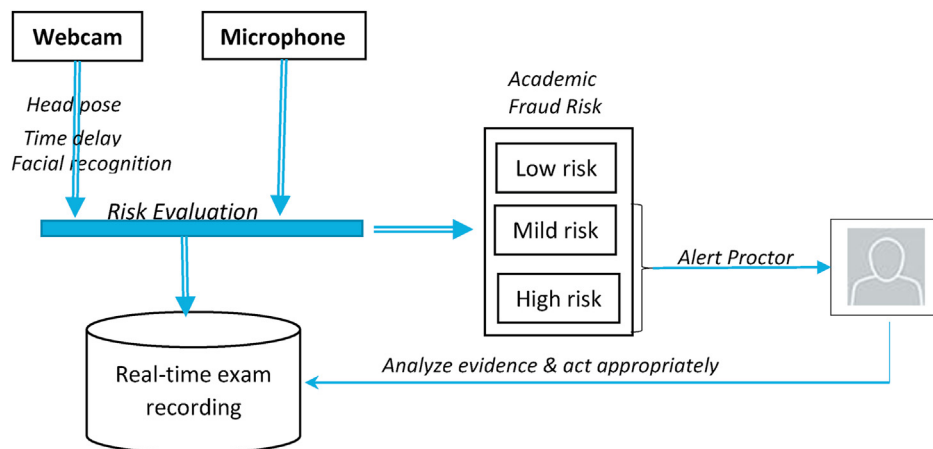 Webcam
Microphone
Head pose
Time delay
Facial recognition
Risk Evaluation
Academic
Fraud Risk
Low risk
Mild risk
High risk
Alert Proctor
Analyze evidence & act appropriately
Real-time exam
recording